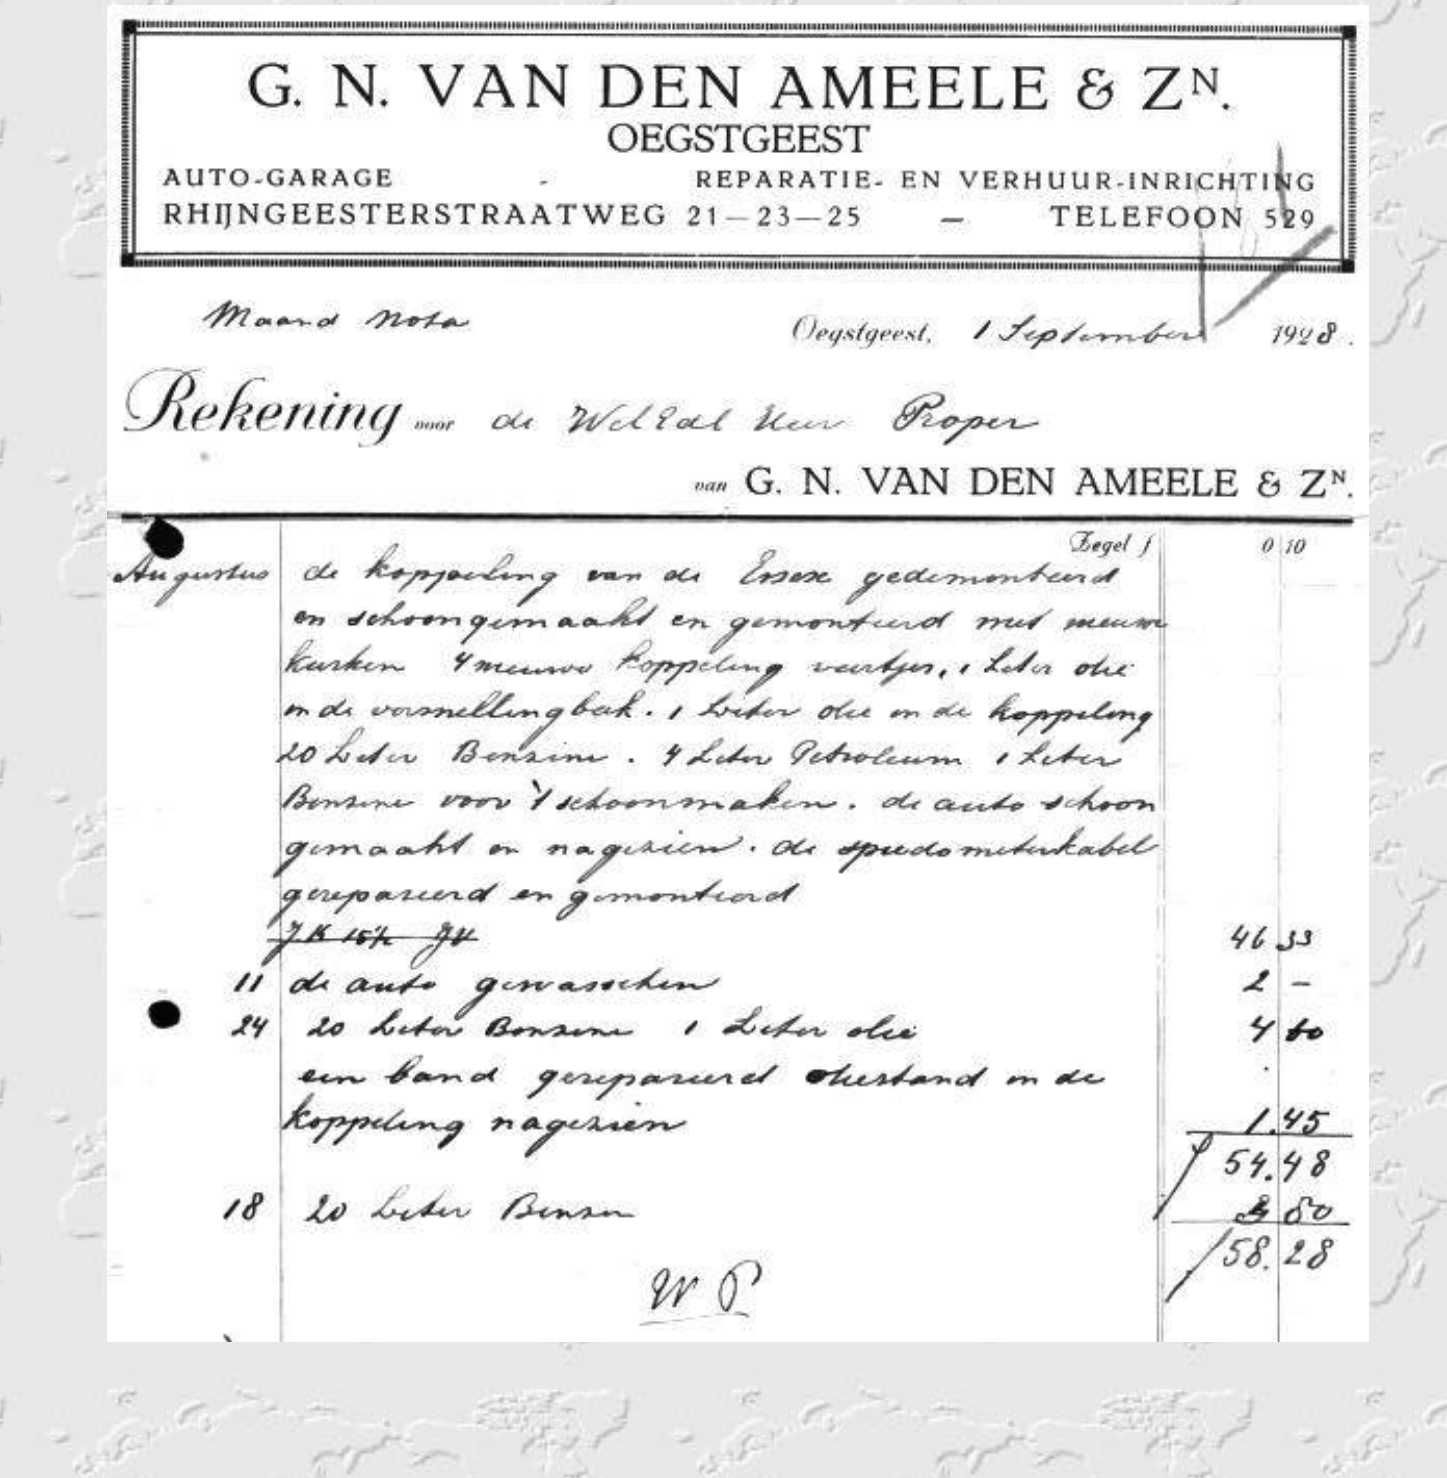 G. N. VAN DEN AMEELE & ZN.
OEGSTGEEST
AUTO-GARAGE - REPARATIE- EN VERHUUR-INRICHTING
RHIJNGEESTERSTRAATWEG 21—23—25 — TELEFOON 529
Maand nota
Oegstgeest, 1 September 1928.
Rekening voor de WelEdl Heer Proper
van G. N. VAN DEN AMEELE & ZN.
Zegel f 0 10
Augustus de koppeling van de Essex gedemonteerd
en schoongemaakt en gemonteerd met nieuwe
kurken 4 nieuwe koppeling veertjes, 1 Liter olie
in de versnellingbak. 1 Liter olie in de koppeling
20 Liter Benzine. 4 Liter Petroleum 1 Liter
Benzine voor 't schoonmaken. de auto schoon
gemaakt en nagezien. de speedometerkabel
gerepareerd en gemonteerd
46 33
11 de auto gewasschen 2 –
24 20 Liter Benzine 1 Liter olie 4 60
een band gerepareerd oliestand in de
koppeling nagezien 1.45
54.48
18 20 Liter Benzin 3 80
58.28
W P